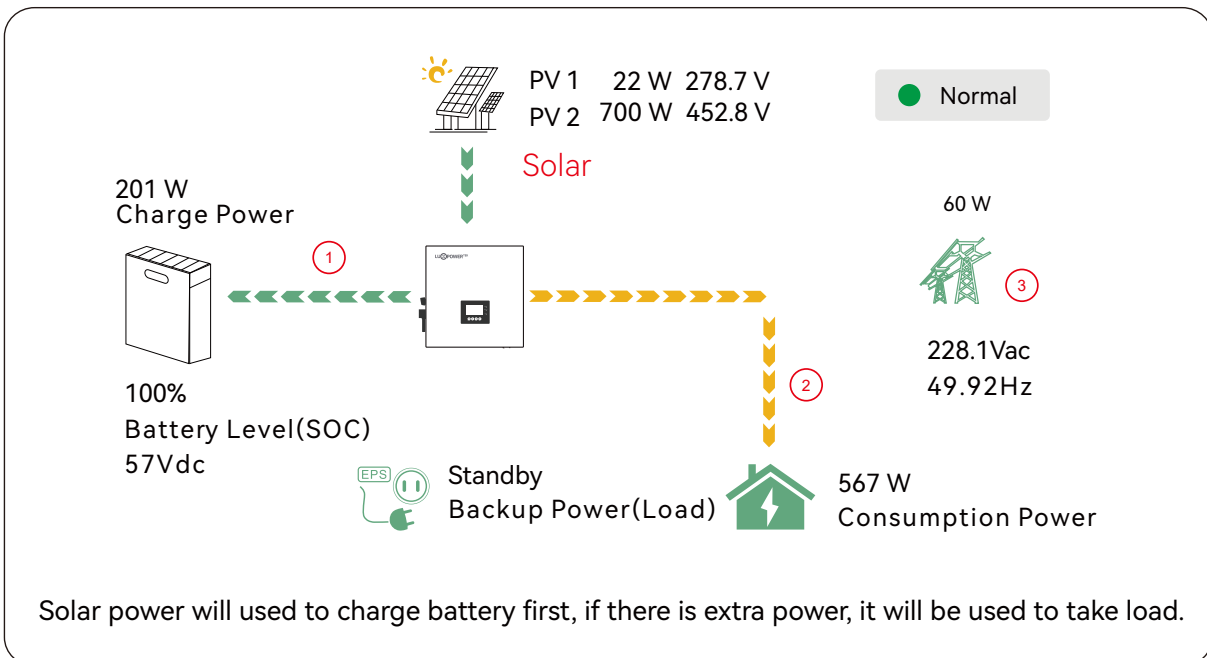 PV 1 22 W 278.7 V
PV 2 700 W 452.8 V
Normal
Solar
201 W
Charge Power
60 W
1
LUXPOWER
3
228.1Vac
49.92Hz
2
100%
Battery Level(SOC)
57Vdc
EPS
Standby
Backup Power(Load)
567 W
Consumption Power
Solar power will used to charge battery first, if there is extra power, it will be used to take load.